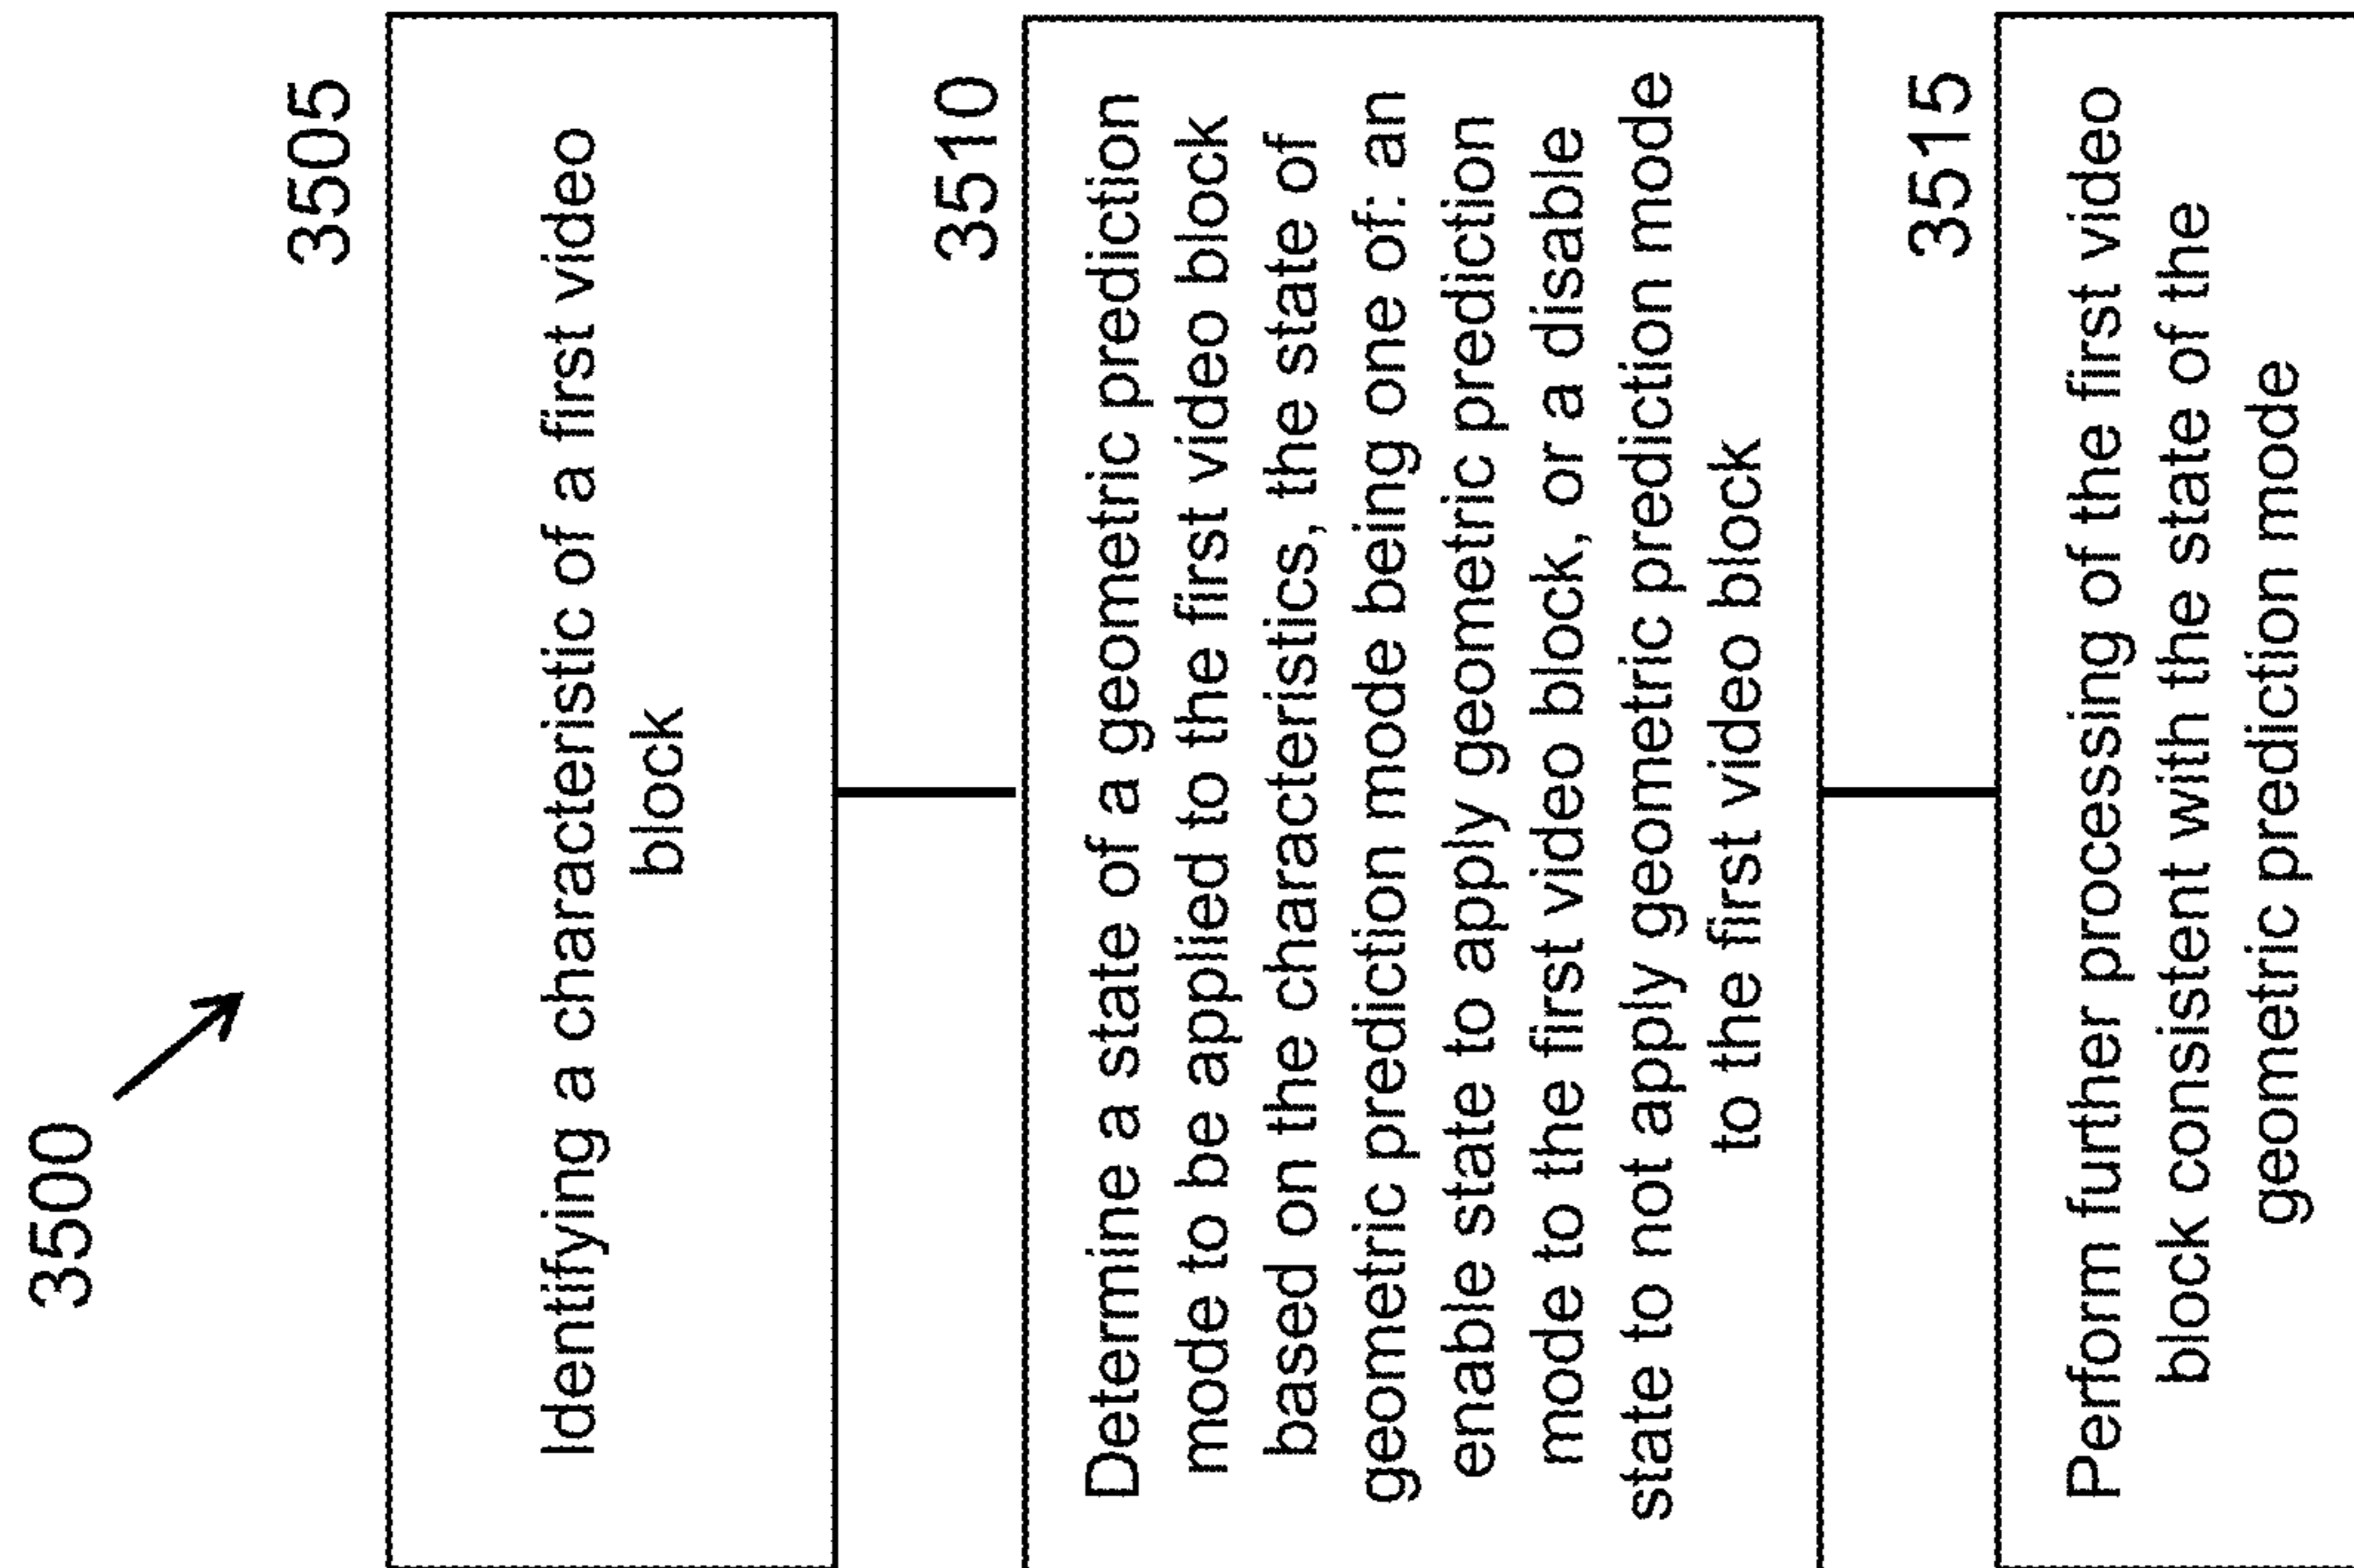 3500
3505
Identifying a characteristic of a first video
block
3510
Determine a state of a geometric prediction
mode to be applied to the first video block
based on the characteristics, the state of
geometric prediction mode being one of: an
enable state to apply geometric prediction
mode to the first video block, or a disable
state to not apply geometric prediction mode
to the first video block
3515
Perform further processing of the first video
block consistent with the state of the
geometric prediction mode